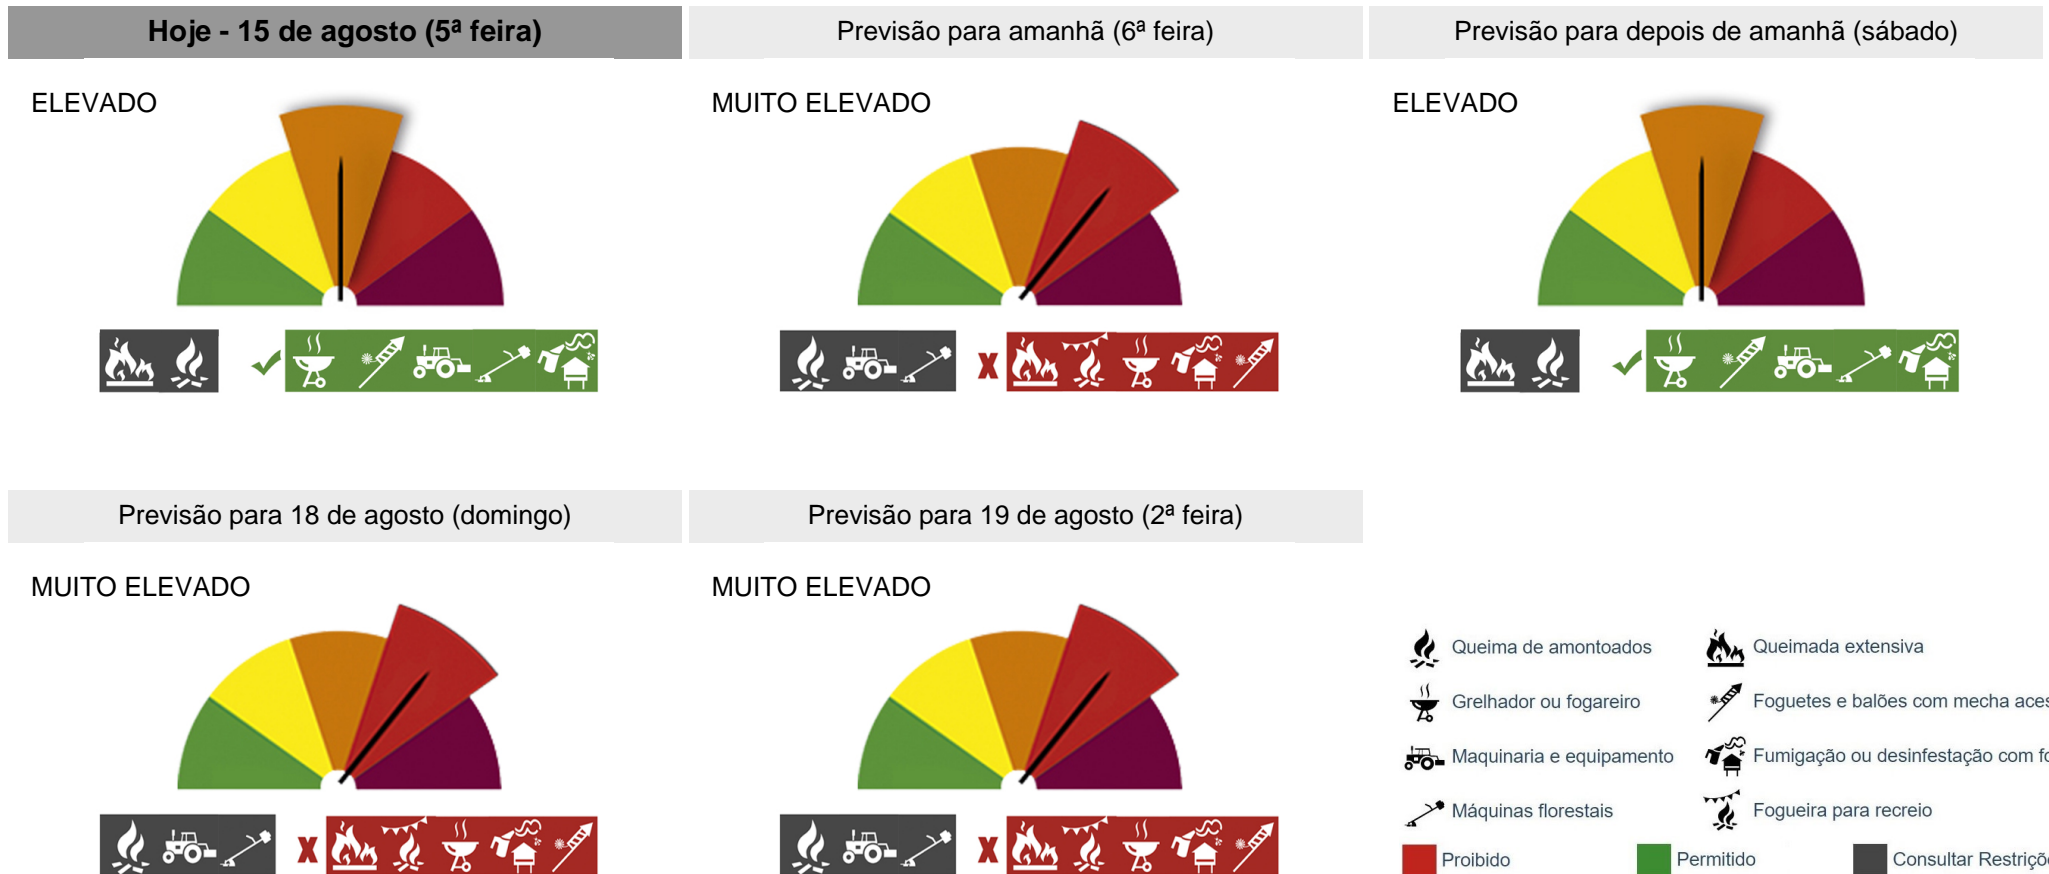 Hoje - 15 de agosto (5ª feira)
Previsão para amanhã (6ª feira)
Previsão para depois de amanhã (sábado)
ELEVADO
MUITO ELEVADO
ELEVADO
Previsão para 18 de agosto (domingo)
Previsão para 19 de agosto (2ª feira)
MUITO ELEVADO
MUITO ELEVADO
Queima de amontoados
Queimada extensiva
Grelhador ou fogareiro
Foguetes e balões com mecha
Maquinaria e equipamento
Fumigação ou desinfestação com
Máquinas florestais
Fogueira para recreio
Proibido
Permitido
Consultar